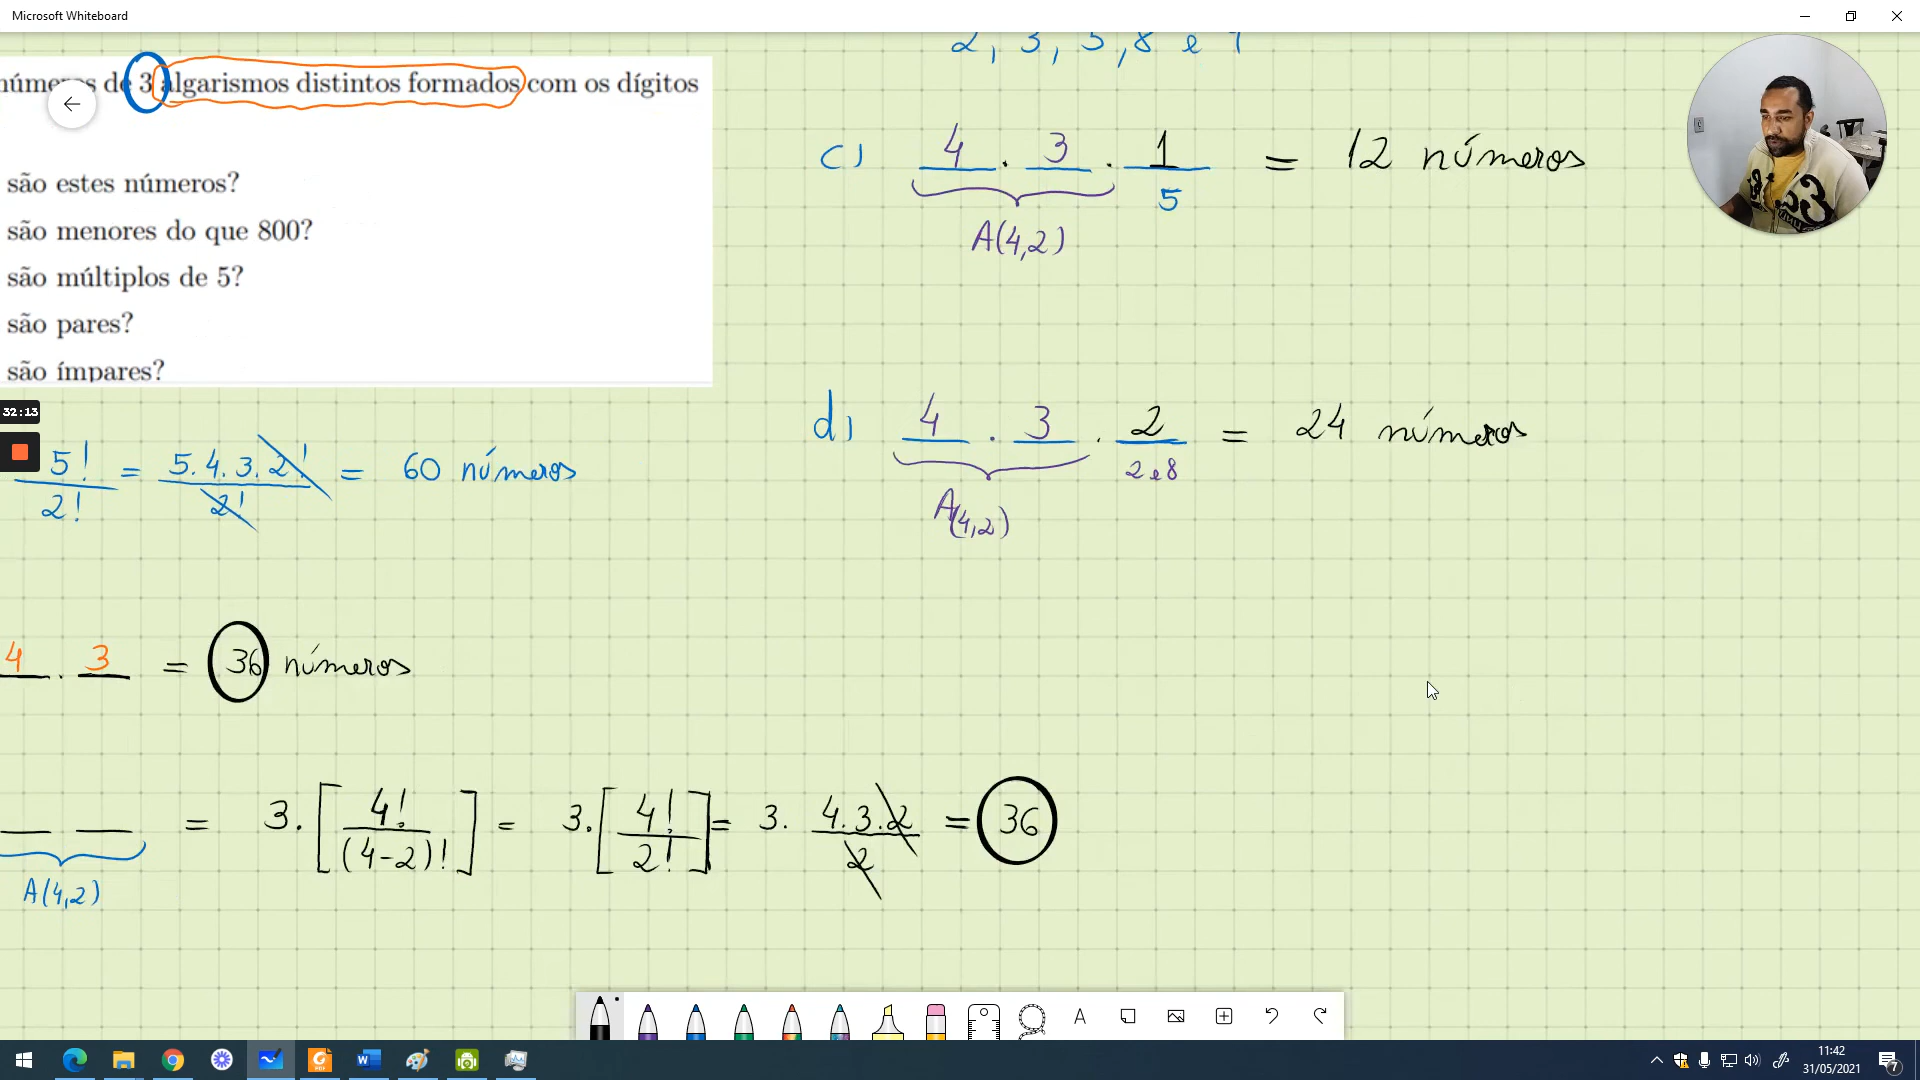 Microsoft Whiteboard
2, 3, 5, 8 e
de 3 algarismos distintos formados com os dígitos
são estes números?
são menores do que 800?
são múltiplos de 5?
são pares?
são ímpares?
c) 4 . 3 . 1 = 12 números
5
A(4,2)
32:13
d) 4 . 3 . 2 = 24 números
2 e 8
A(4,2)
5! / 2! = 5.4.3.2! / 2! = 60 números
4 . 3 = 36 números
= 3. [ 4! / (4-2)! ] = 3. [ 4! / 2! ] = 3. 4.3.2 / 2 = 36
A(4,2)
A
11:42
31/05/2021
7